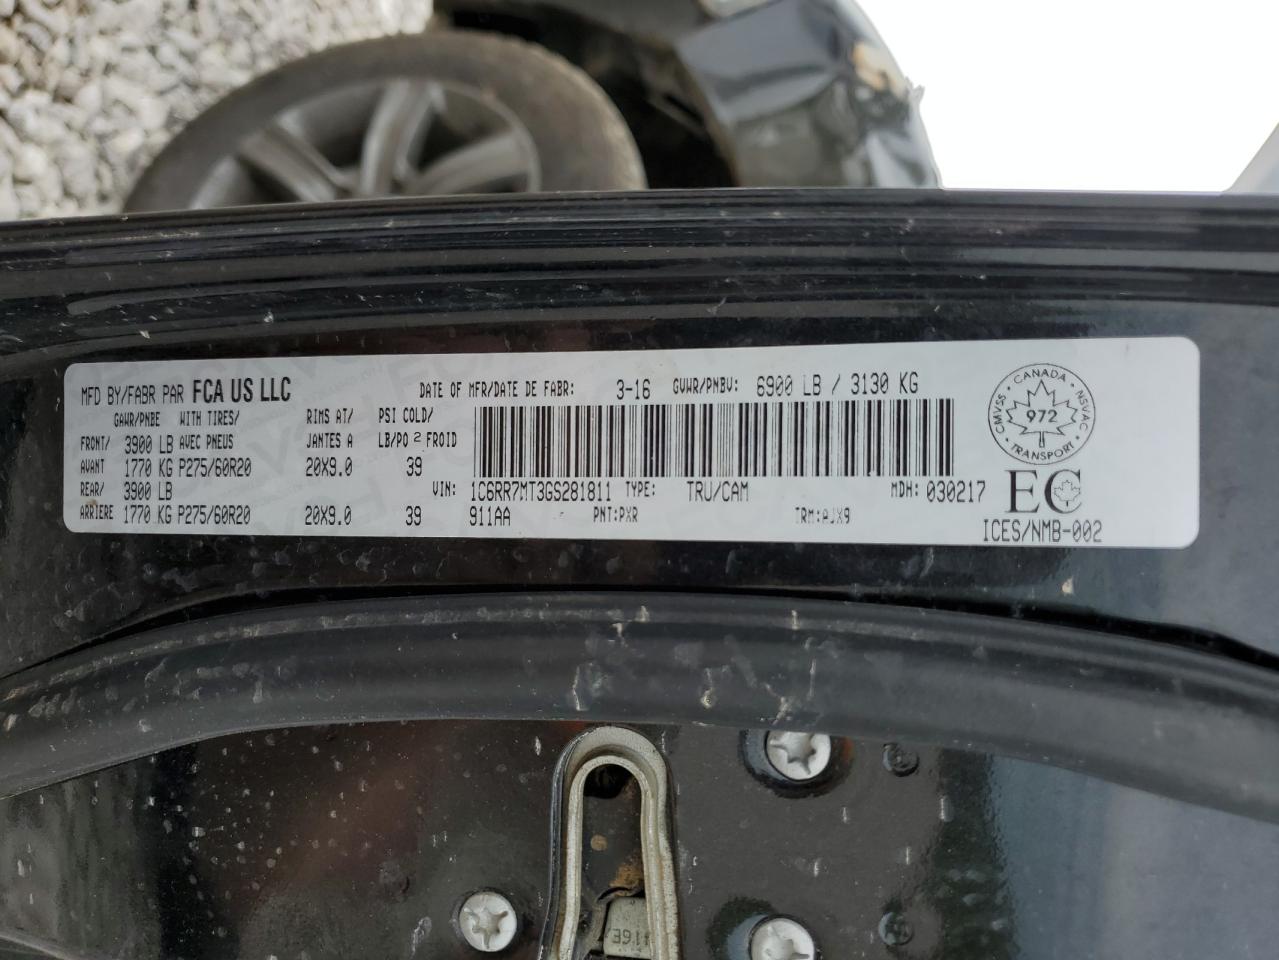 MFD BY/FABR PAR FCA US LLC DATE OF MFR/DATE DE FABR: 3-16 GVWR/PNBV: 6900 LB / 3130 KG
GAWR/PNBE WITH TIRES/ RIMS AT/ PSI COLD/
FRONT/ 3900 LB AVEC PNEUS JANTES A LB/PO² FROID
AVANT 1770 KG P275/60R20 20X9.0 39
REAR/ 3900 LB VIN: 1C6RR7MT3GS281811 TYPE: TRU/CAM MDH: 030217
ARRIERE 1770 KG P275/60R20 20X9.0 39 911AA PNT:PXR TRM:AJX9
CANADA
CMVSS 972 NSVAC
TRANSPORT
EC
ICES/NMB-002